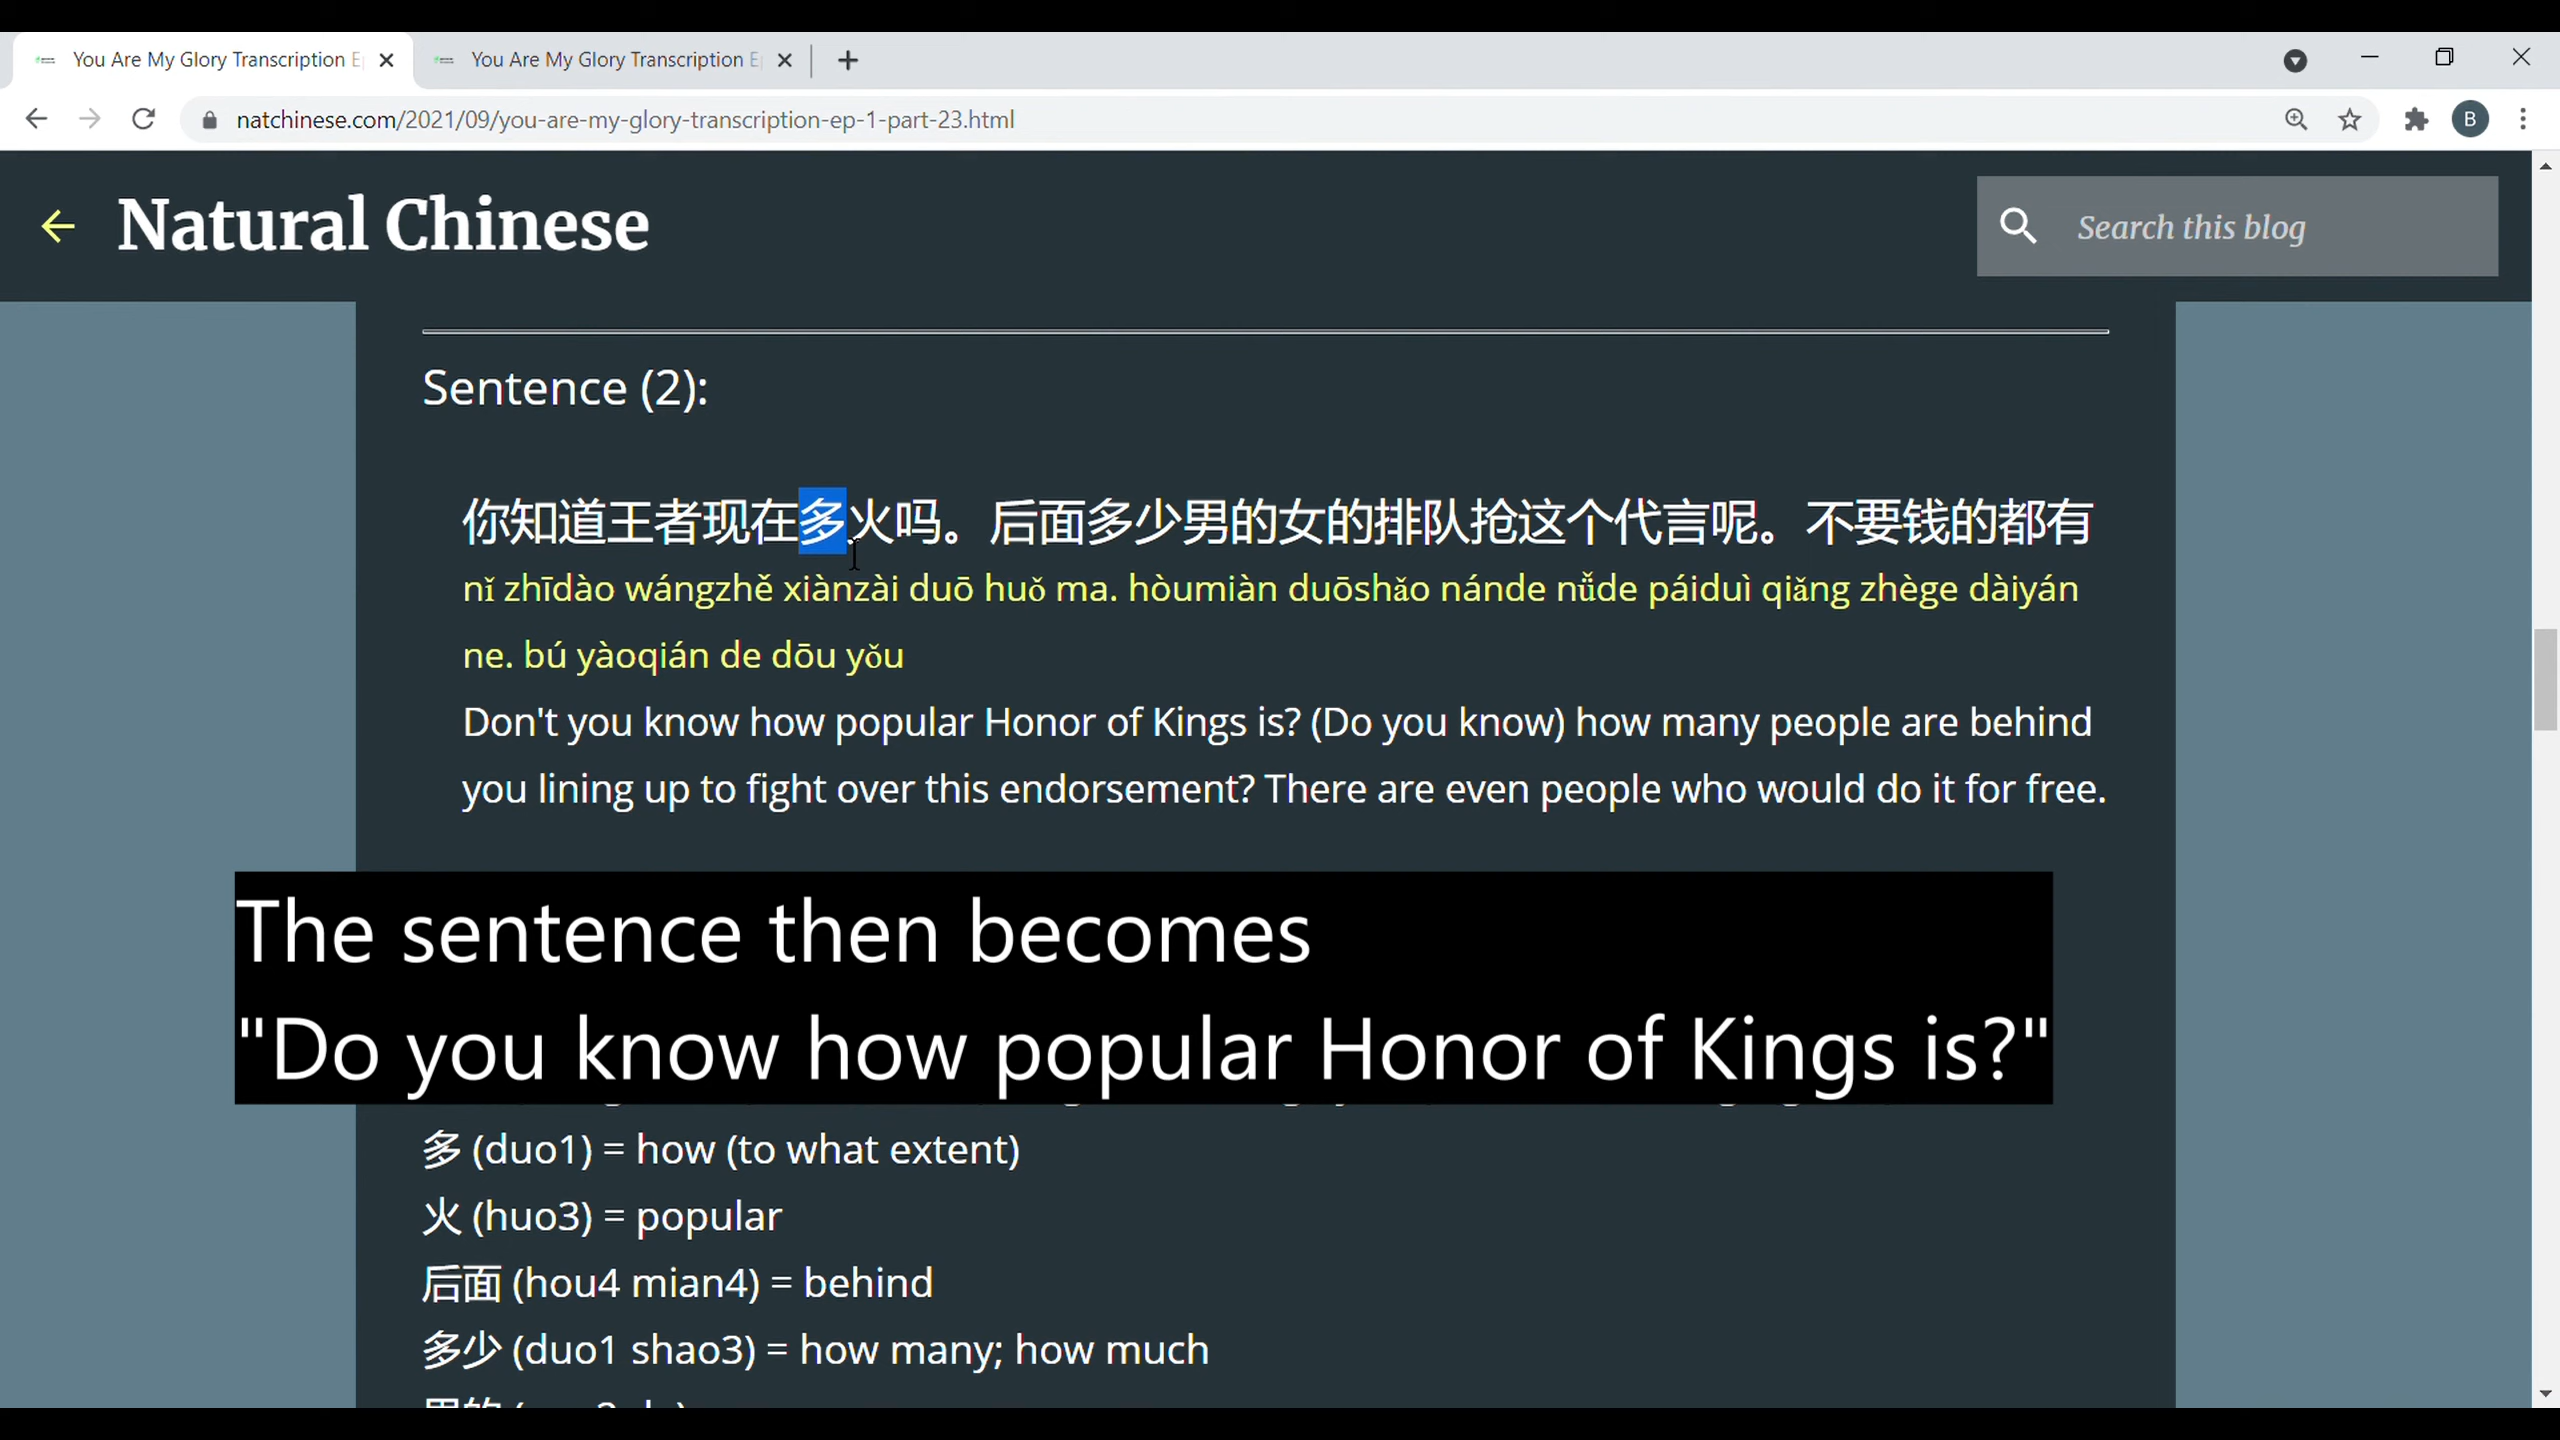 You Are My Glory Transcription E
You Are My Glory Transcription E
natchinese.com/2021/09/you-are-my-glory-transcription-ep-1-part-23.html
B
Natural Chinese
Search this blog
Sentence (2):
你知道王者现在多火吗。后面多少男的女的排队抢这个代言呢。不要钱的都有
nǐ zhīdào wángzhě xiànzài duō huǒ ma. hòumiàn duōshǎo nánde nǚde páiduì qiǎng zhège dàiyán
ne. bú yàoqián de dōu yǒu
Don't you know how popular Honor of Kings is? (Do you know) how many people are behind
you lining up to fight over this endorsement? There are even people who would do it for free.
The sentence then becomes
"Do you know how popular Honor of Kings is?"
多 (duo1) = how (to what extent)
火 (huo3) = popular
后面 (hou4 mian4) = behind
多少 (duo1 shao3) = how many; how much